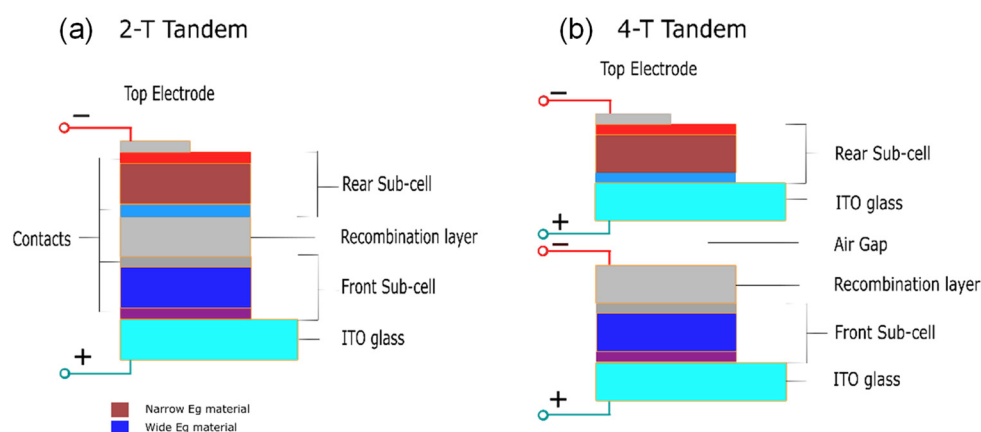 (a) 2-T Tandem
Top Electrode
−
Rear Sub-cell
Contacts
Recombination layer
Front Sub-cell
ITO glass
+
Narrow Eg material
Wide Eg material
(b) 4-T Tandem
Top Electrode
−
Rear Sub-cell
ITO glass
+
−
Air Gap
Recombination layer
Front Sub-cell
ITO glass
+